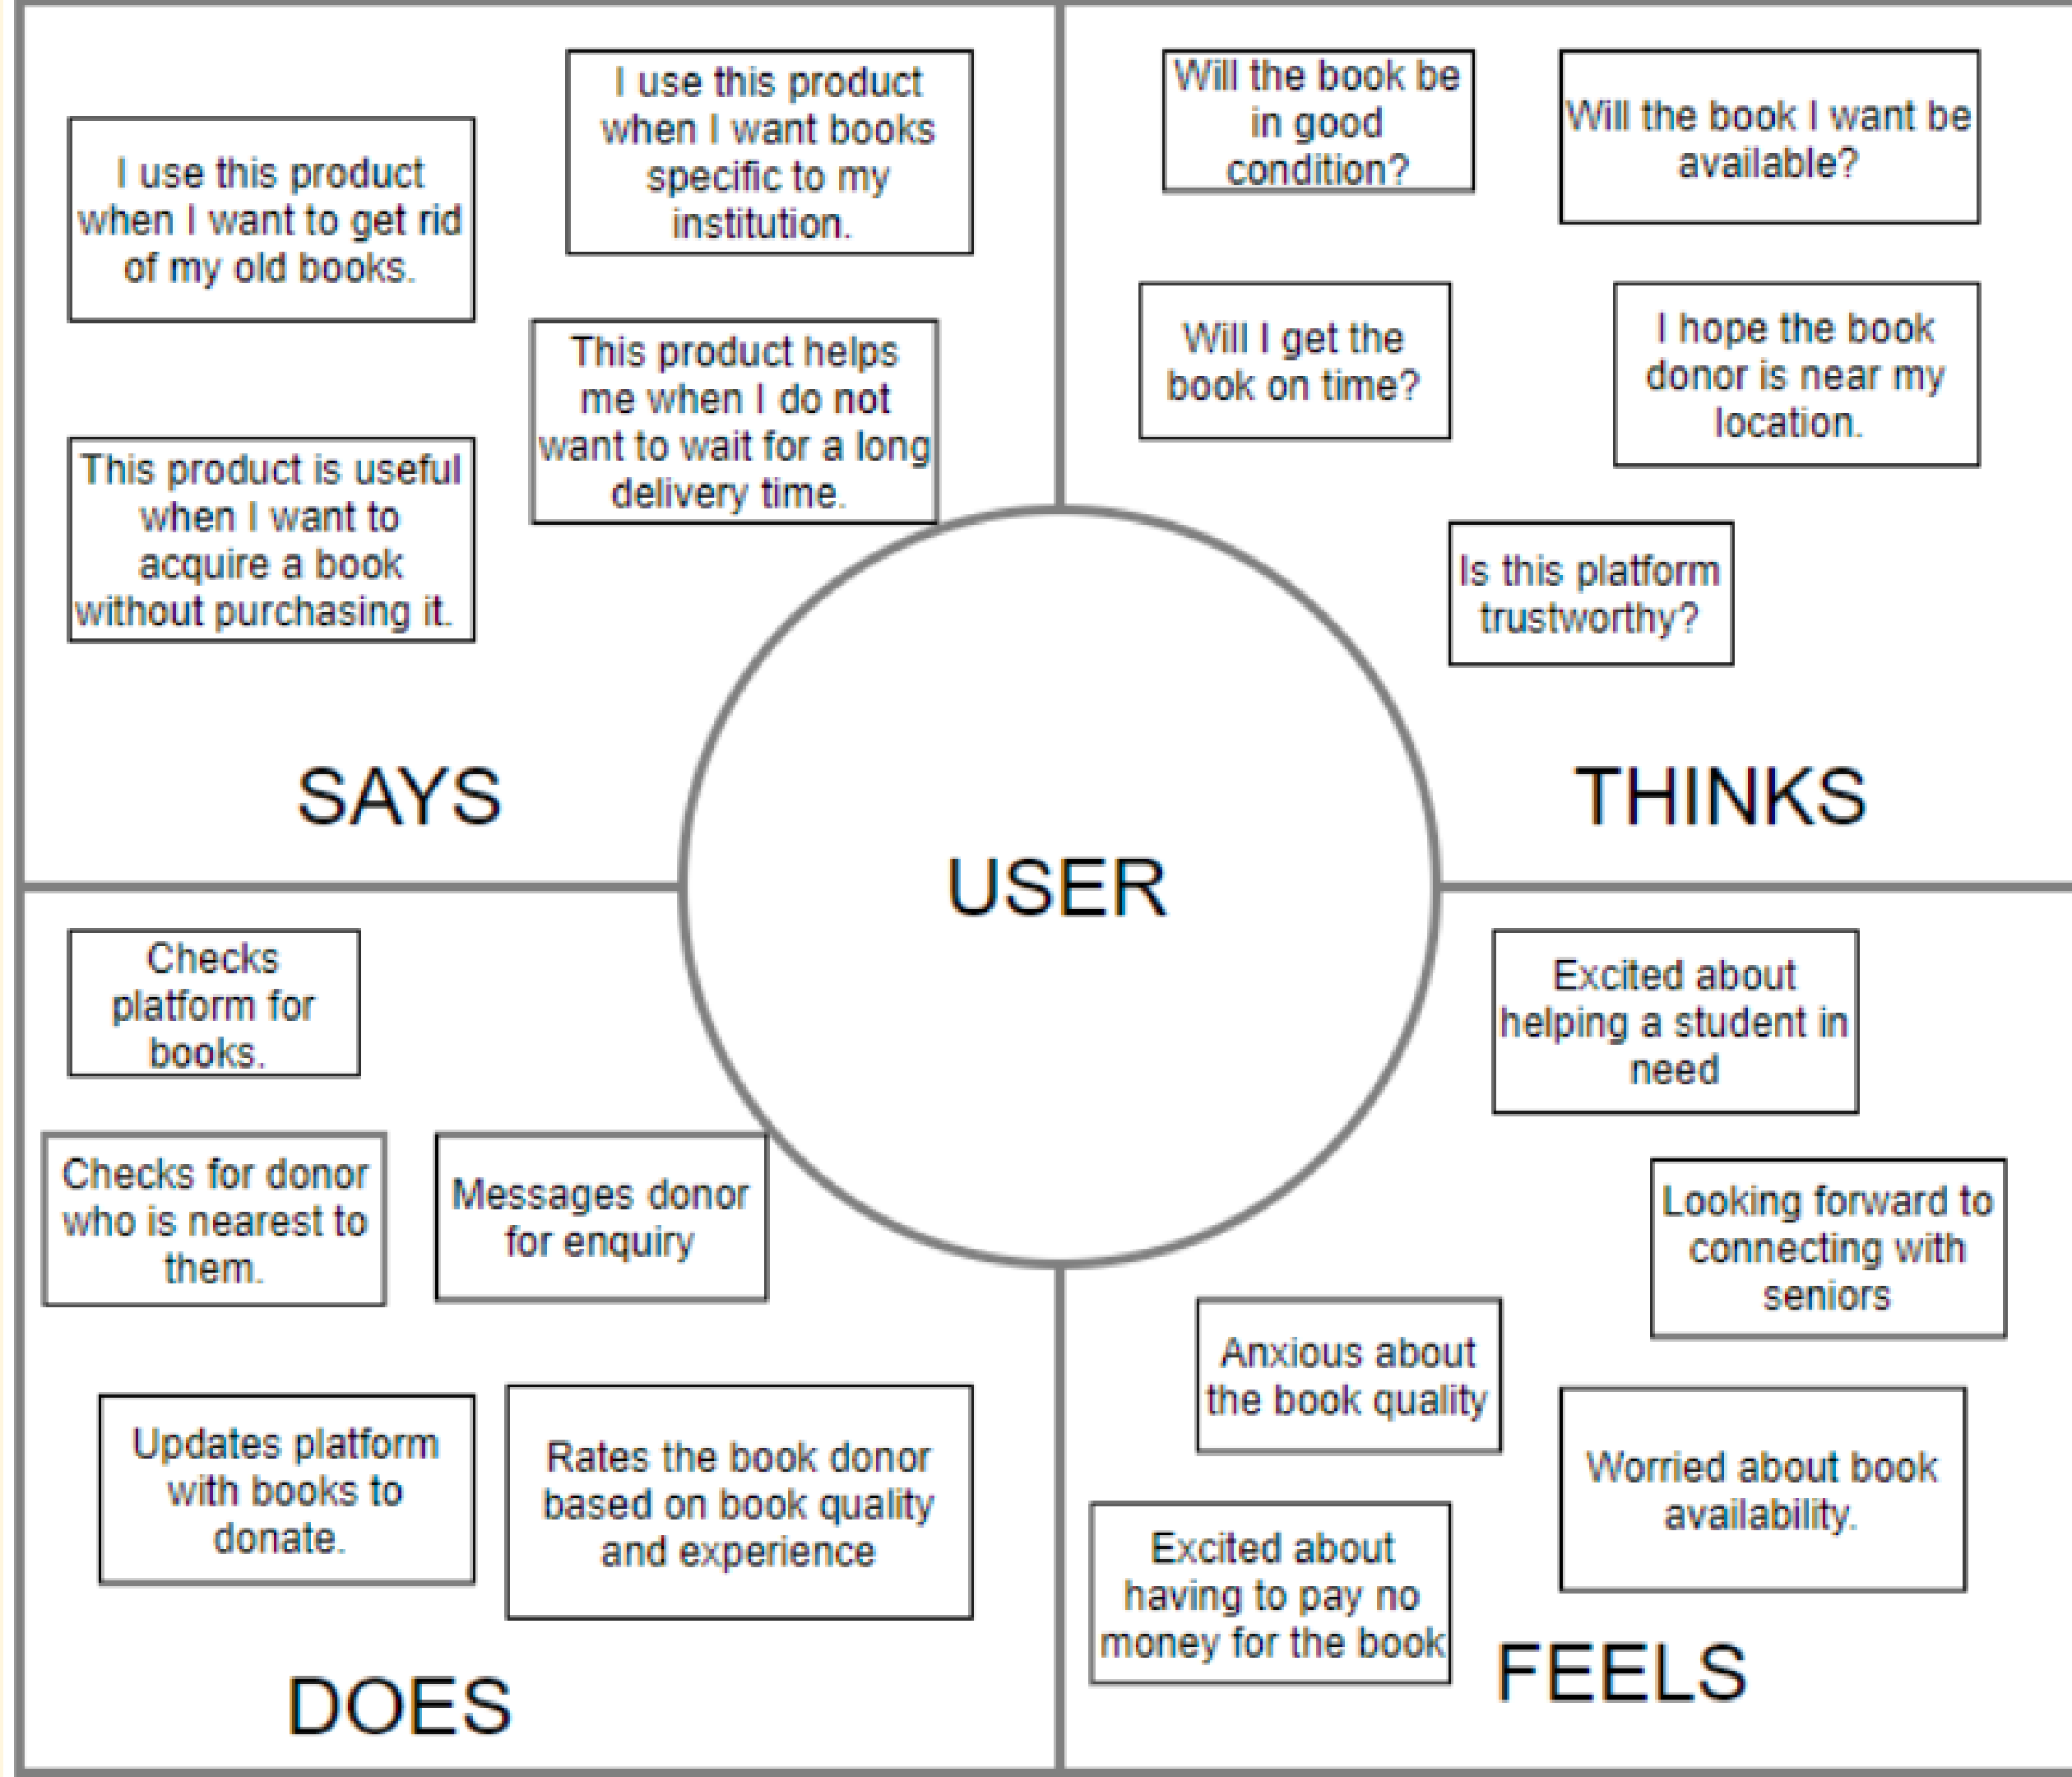 I use this product
when I want to get rid
of my old books.
I use this product
when I want books
specific to my
institution.
This product is useful
when I want to
acquire a book
without purchasing it.
This product helps
me when I do not
want to wait for a long
delivery time.
SAYS
Will the book be
in good
condition?
Will the book I want be
available?
Will I get the
book on time?
I hope the book
donor is near my
location.
Is this platform
trustworthy?
THINKS
USER
Checks
platform for
books.
Checks for donor
who is nearest to
them.
Messages donor
for enquiry
Updates platform
with books to
donate.
Rates the book donor
based on book quality
and experience
DOES
Excited about
helping a student in
need
Looking forward to
connecting with
seniors
Anxious about
the book quality
Worried about book
availability.
Excited about
having to pay no
money for the book
FEELS